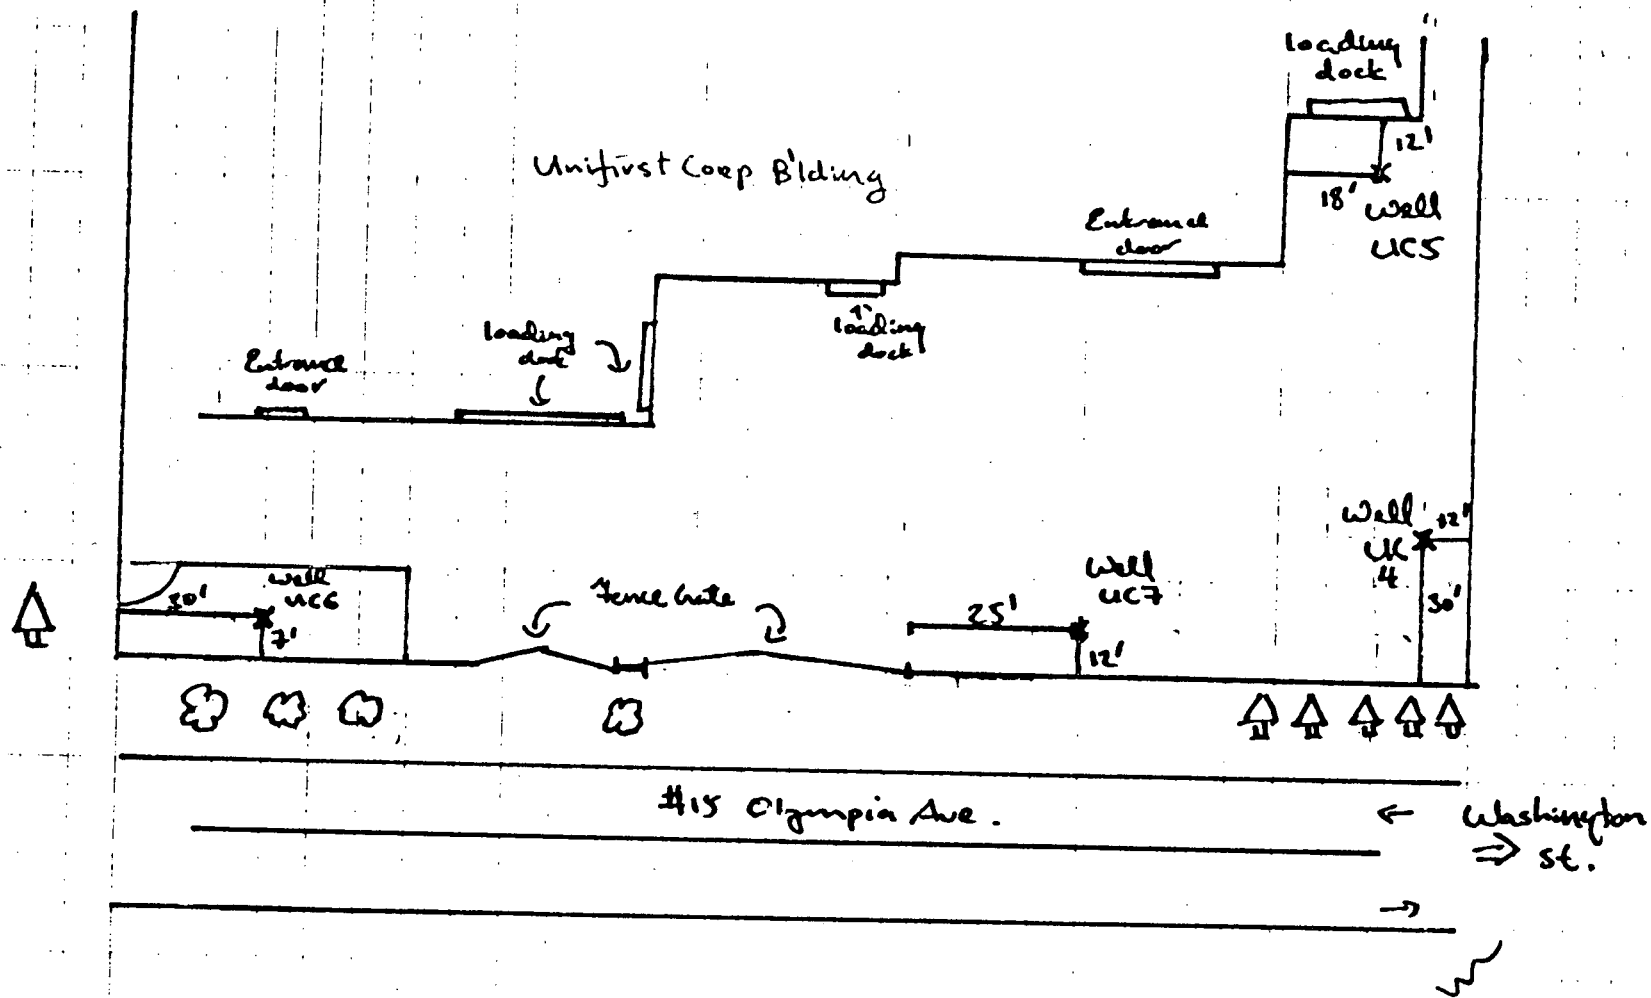 loading
dock
12'
Unifirst Coop B'lding
18'
Well
UC5
Entrance
door
loading
dock
loading
dock
Entrance
door
Well
UC
4
12'
30'
Well
UC6
30'
7'
Fence Gate
Well
UC7
25'
12'
#15 Olympia Ave.
Washington
st.